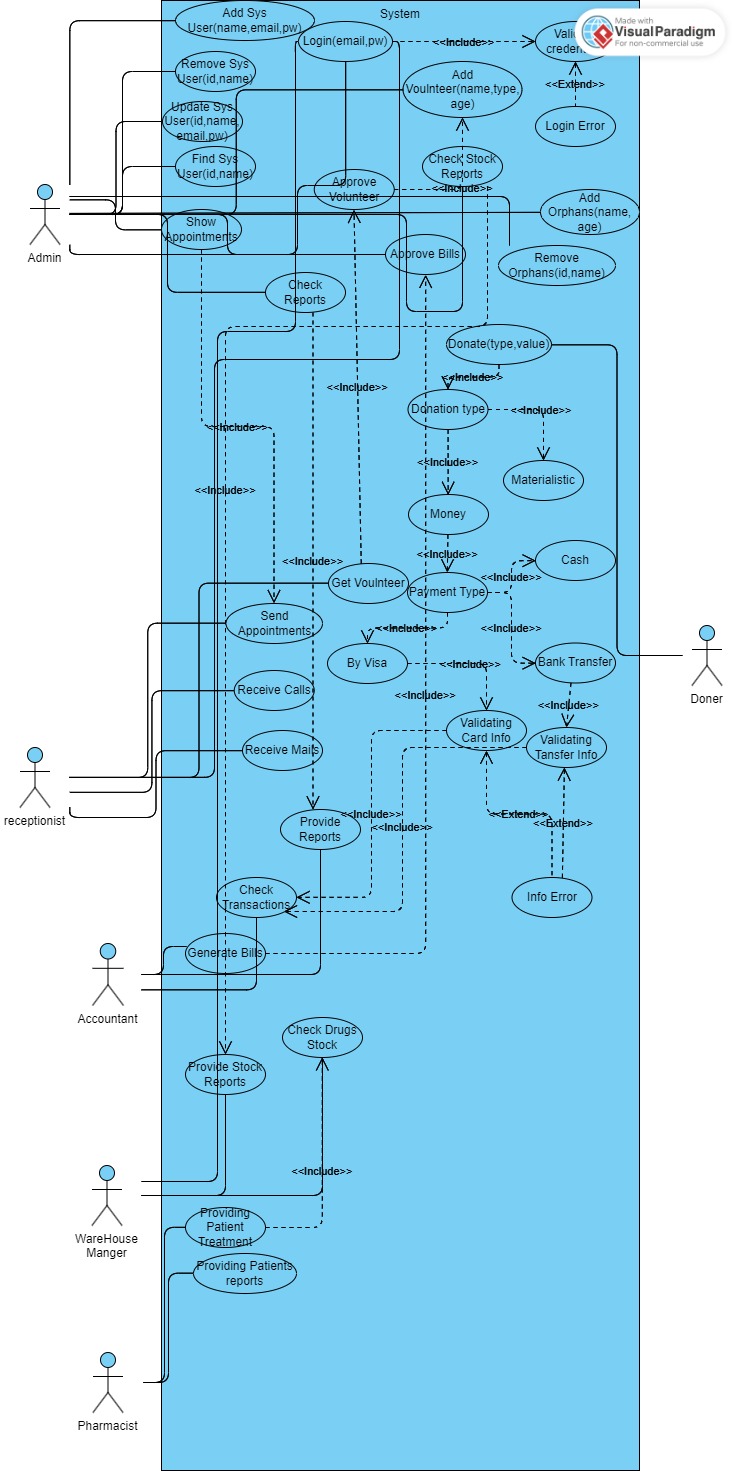 System
Made with
VisualParadigm
For non-commercial use
Add Sys
User(name,email,pw)
Login(email,pw)
<<Include>>
<<Extend>>
Remove Sys
User(id,name)
Add
VouInteer(name,type,
age)
Login Error
Update Sys
User(id,name,
email,pw)
Find Sys
User(id,name)
Check Stock
Reports
<<Include>>
Approve
Volunteer
Admin
Show
Appointments
Add
Orphans(name,
age)
Approve Bills
Remove
Orphans(id,name)
Check
Reports
Donate(type,value)
<<Include>>
<<Include>>
Donation type
<<Include>>
<<Include>>
<<Include>>
Materialistic
<<Include>>
Money
<<Include>>
<<Include>>
Cash
<<Include>>
Get VouInteer
Payment Type
Send
Appointments
<<Include>>
<<Include>>
By Visa
<<Include>>
Bank Transfer
Doner
Receive Calls
<<Include>>
<<Include>>
Validating
Card Info
Validating
Tansfer Info
Receive Mails
receptionist
Provide
Reports
<<Include>>
<<Include>>
<<Extend>>
<<Extend>>
Check
Transactions
Info Error
Generate Bills
Accountant
Check Drugs
Stock
Provide Stock
Reports
<<Include>>
WareHouse
Manger
Providing
Patient
Treatment
Providing Patients
reports
Pharmacist